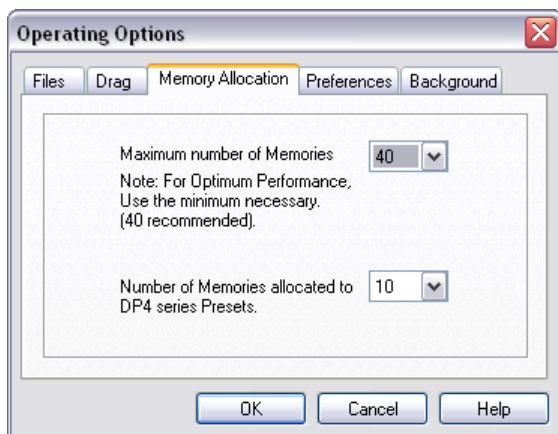 Operating Options
Files Drag Memory Allocation Preferences Background
Maximum number of Memories 40
Note: For Optimum Performance,
Use the minimum necessary.
(40 recommended).
Number of Memories allocated to 10
DP4 series Presets.
OK Cancel Help